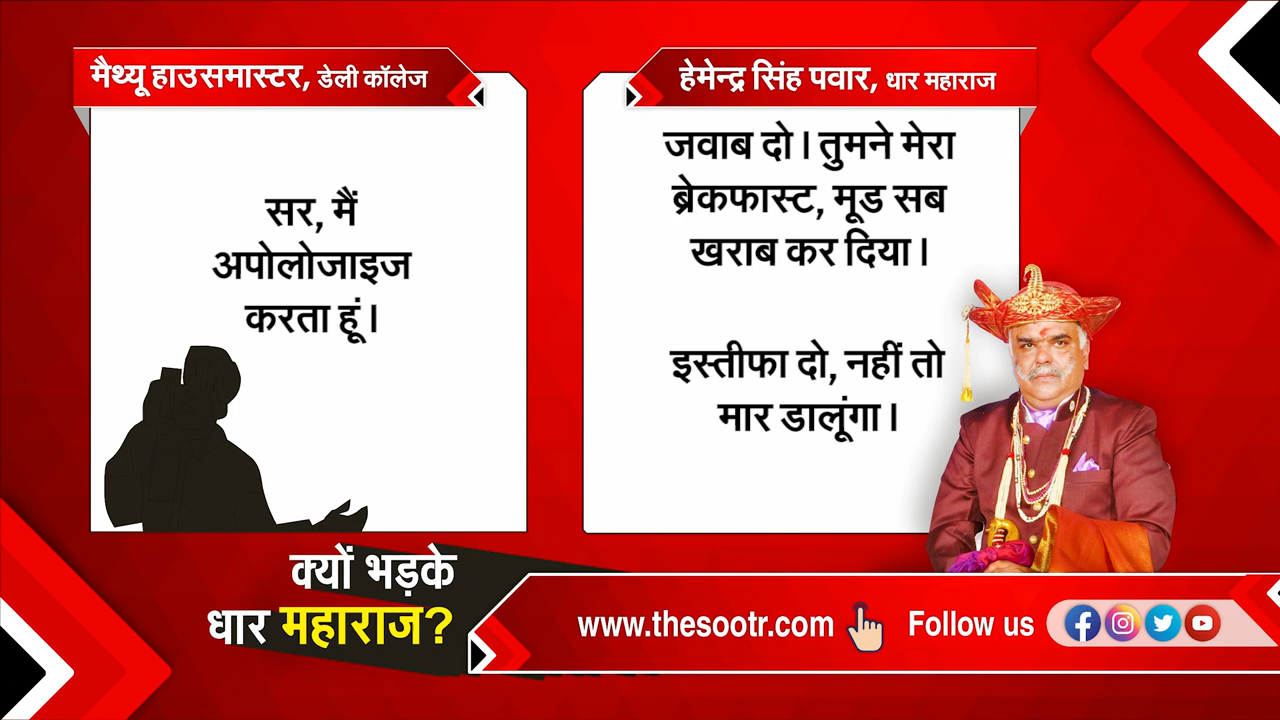 मैथ्यू हाउसमास्टर, डेली कॉलेज
सर, मैं
अपोलोजाइज
करता हूं।
हेमेन्द्र सिंह पवार, धार महाराज
जवाब दो। तुमने मेरा
ब्रेकफास्ट, मूड सब
खराब कर दिया।
इस्तीफा दो, नहीं तो
मार डालूंगा।
क्यों भड़के
धार महाराज?
www.thesootr.com
Follow us